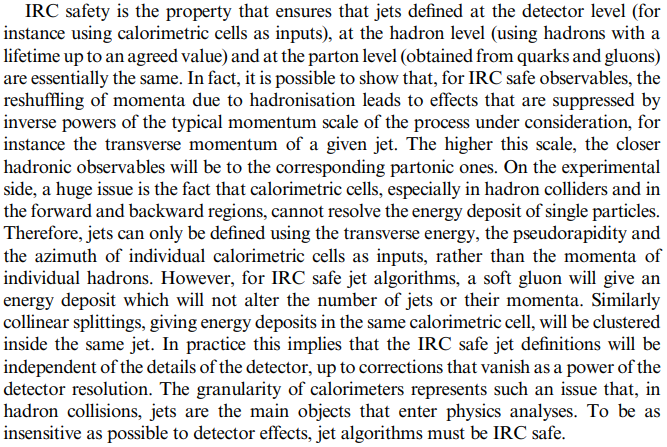 IRC safety is the property that ensures that jets defined at the detector level (for
instance using calorimetric cells as inputs), at the hadron level (using hadrons with a
lifetime up to an agreed value) and at the parton level (obtained from quarks and gluons)
are essentially the same. In fact, it is possible to show that, for IRC safe observables, the
reshuffling of momenta due to hadronisation leads to effects that are suppressed by
inverse powers of the typical momentum scale of the process under consideration, for
instance the transverse momentum of a given jet. The higher this scale, the closer
hadronic observables will be to the corresponding partonic ones. On the experimental
side, a huge issue is the fact that calorimetric cells, especially in hadron colliders and in
the forward and backward regions, cannot resolve the energy deposit of single particles.
Therefore, jets can only be defined using the transverse energy, the pseudorapidity and
the azimuth of individual calorimetric cells as inputs, rather than the momenta of
individual hadrons. However, for IRC safe jet algorithms, a soft gluon will give an
energy deposit which will not alter the number of jets or their momenta. Similarly
collinear splittings, giving energy deposits in the same calorimetric cell, will be clustered
inside the same jet. In practice this implies that the IRC safe jet definitions will be
independent of the details of the detector, up to corrections that vanish as a power of the
detector resolution. The granularity of calorimeters represents such an issue that, in
hadron collisions, jets are the main objects that enter physics analyses. To be as
insensitive as possible to detector effects, jet algorithms must be IRC safe.